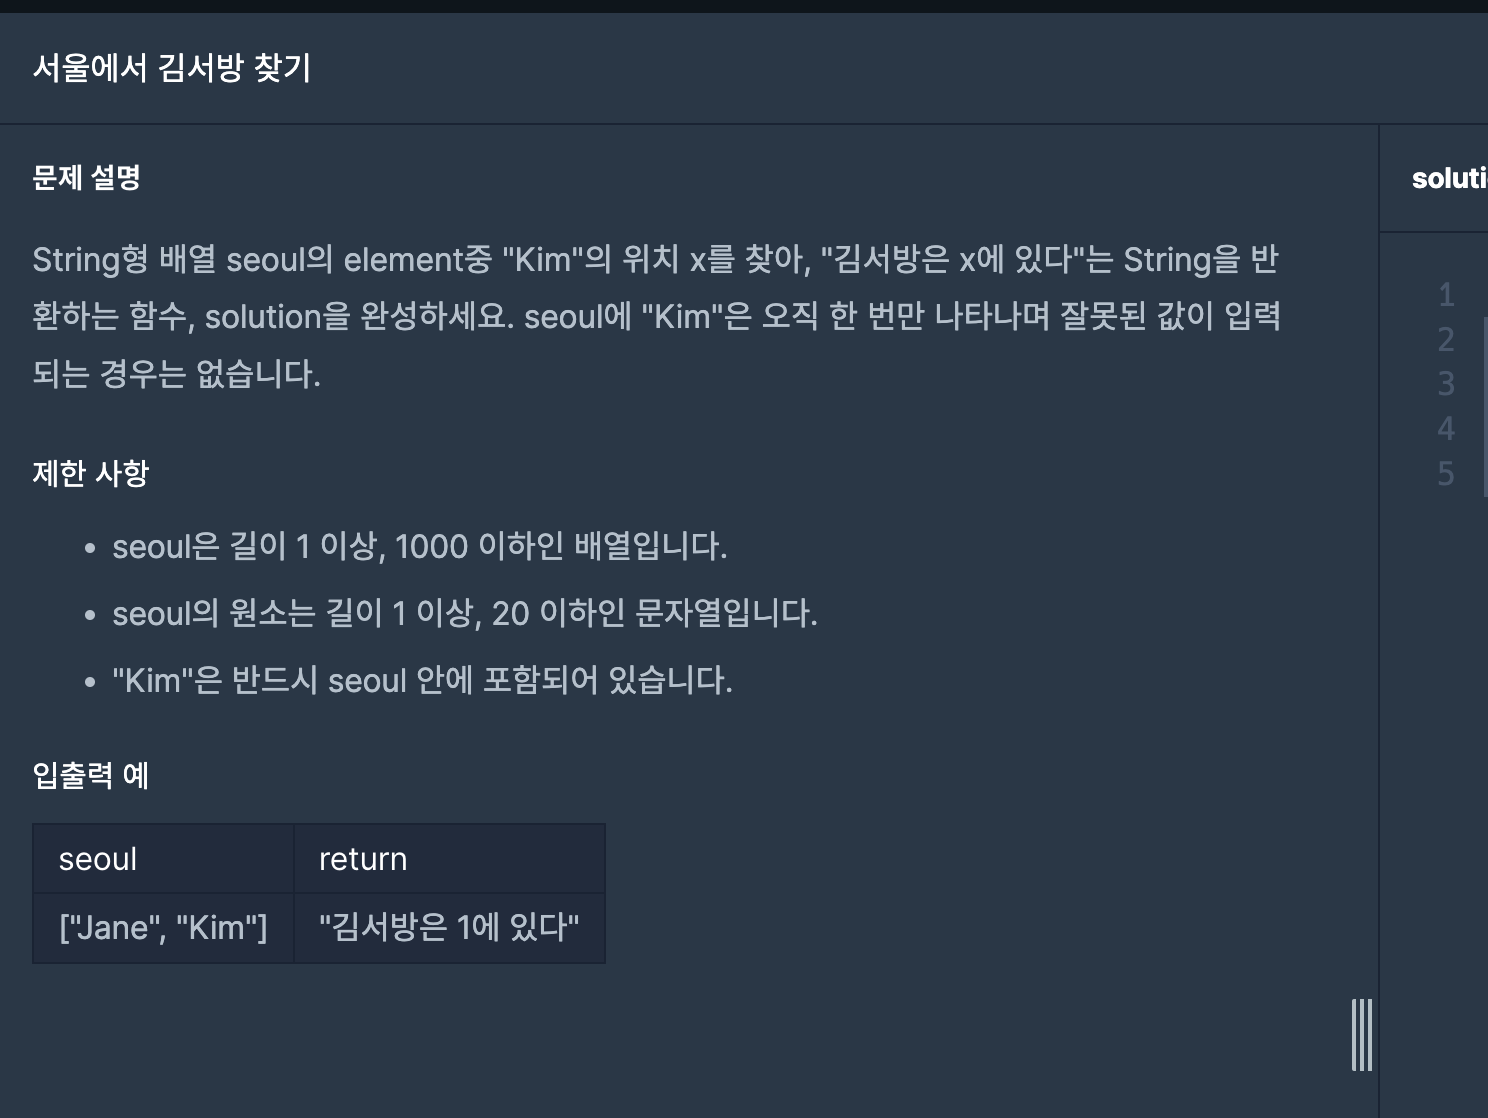 서울에서 김서방 찾기
문제 설명
String형 배열 seoul의 element중 "Kim"의 위치 x를 찾아, "김서방은 x에 있다"는 String을 반
환하는 함수, solution을 완성하세요. seoul에 "Kim"은 오직 한 번만 나타나며 잘못된 값이 입력
되는 경우는 없습니다.
제한 사항
• seoul은 길이 1 이상, 1000 이하인 배열입니다.
• seoul의 원소는 길이 1 이상, 20 이하인 문자열입니다.
• "Kim"은 반드시 seoul 안에 포함되어 있습니다.
입출력 예
seoul return
["Jane", "Kim"] "김서방은 1에 있다"
soluti
1
2
3
4
5